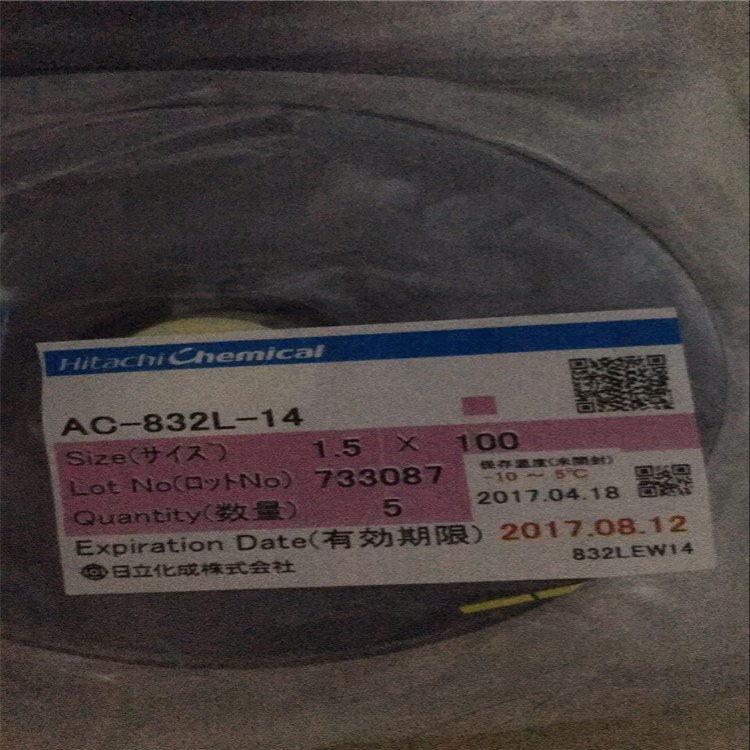 Hitachi Chemical
AC-832L-14
Size(サイズ) 1.5 × 100
Lot No(ロットNo) 733087
保存温度(未開封)
-10 ~ 5℃
Quantity(数量) 5
2017.04.18
Expiration Date(有効期限) 2017.08.12
832LEW14
日立化成株式会社